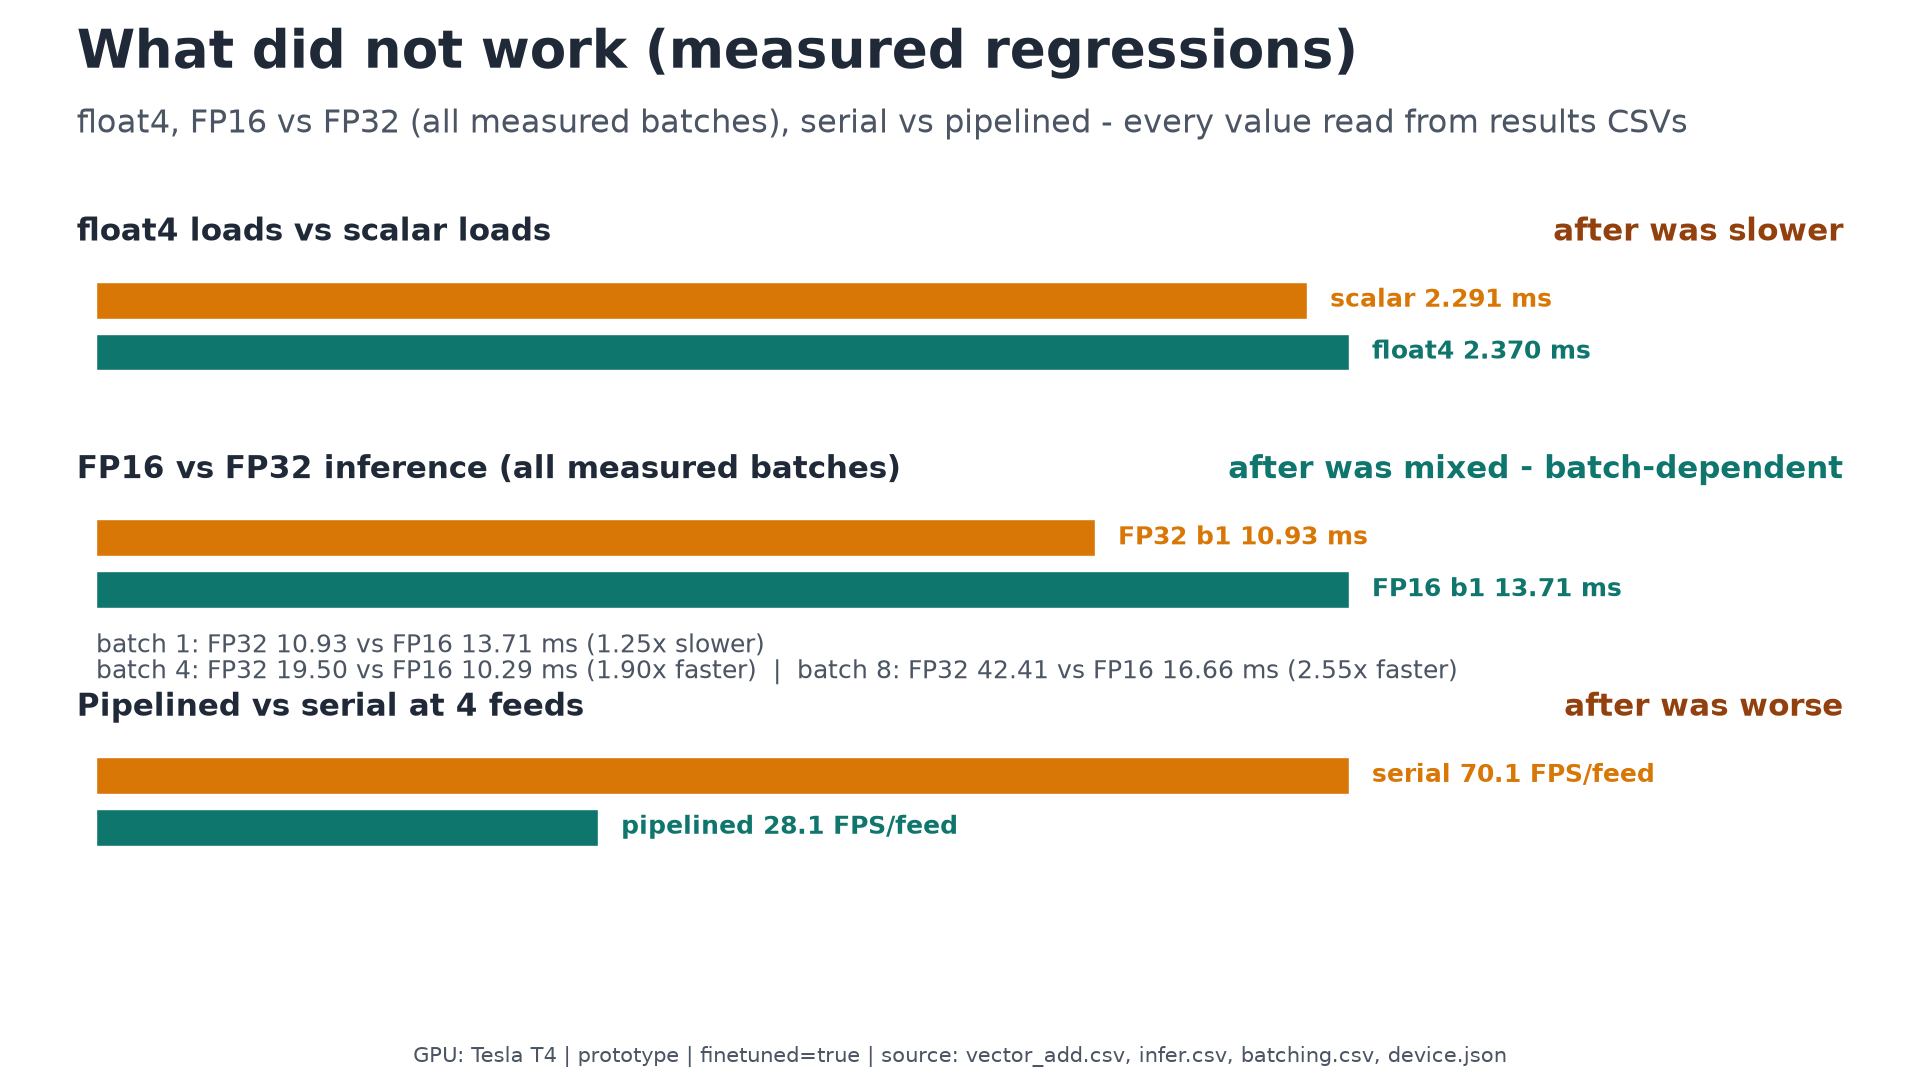 What did not work (measured regressions)
float4, FP16 vs FP32 (all measured batches), serial vs pipelined - every value read from results CSVs
float4 loads vs scalar loads
after was slower
scalar 2.291 ms
float4 2.370 ms
FP16 vs FP32 inference (all measured batches)
after was mixed - batch-dependent
FP32 b1 10.93 ms
FP16 b1 13.71 ms
batch 1: FP32 10.93 vs FP16 13.71 ms (1.25x slower)
batch 4: FP32 19.50 vs FP16 10.29 ms (1.90x faster)  |  batch 8: FP32 42.41 vs FP16 16.66 ms (2.55x faster)
Pipelined vs serial at 4 feeds
after was worse
serial 70.1 FPS/feed
pipelined 28.1 FPS/feed
GPU: Tesla T4 | prototype | finetuned=true | source: vector_add.csv, infer.csv, batching.csv, device.json